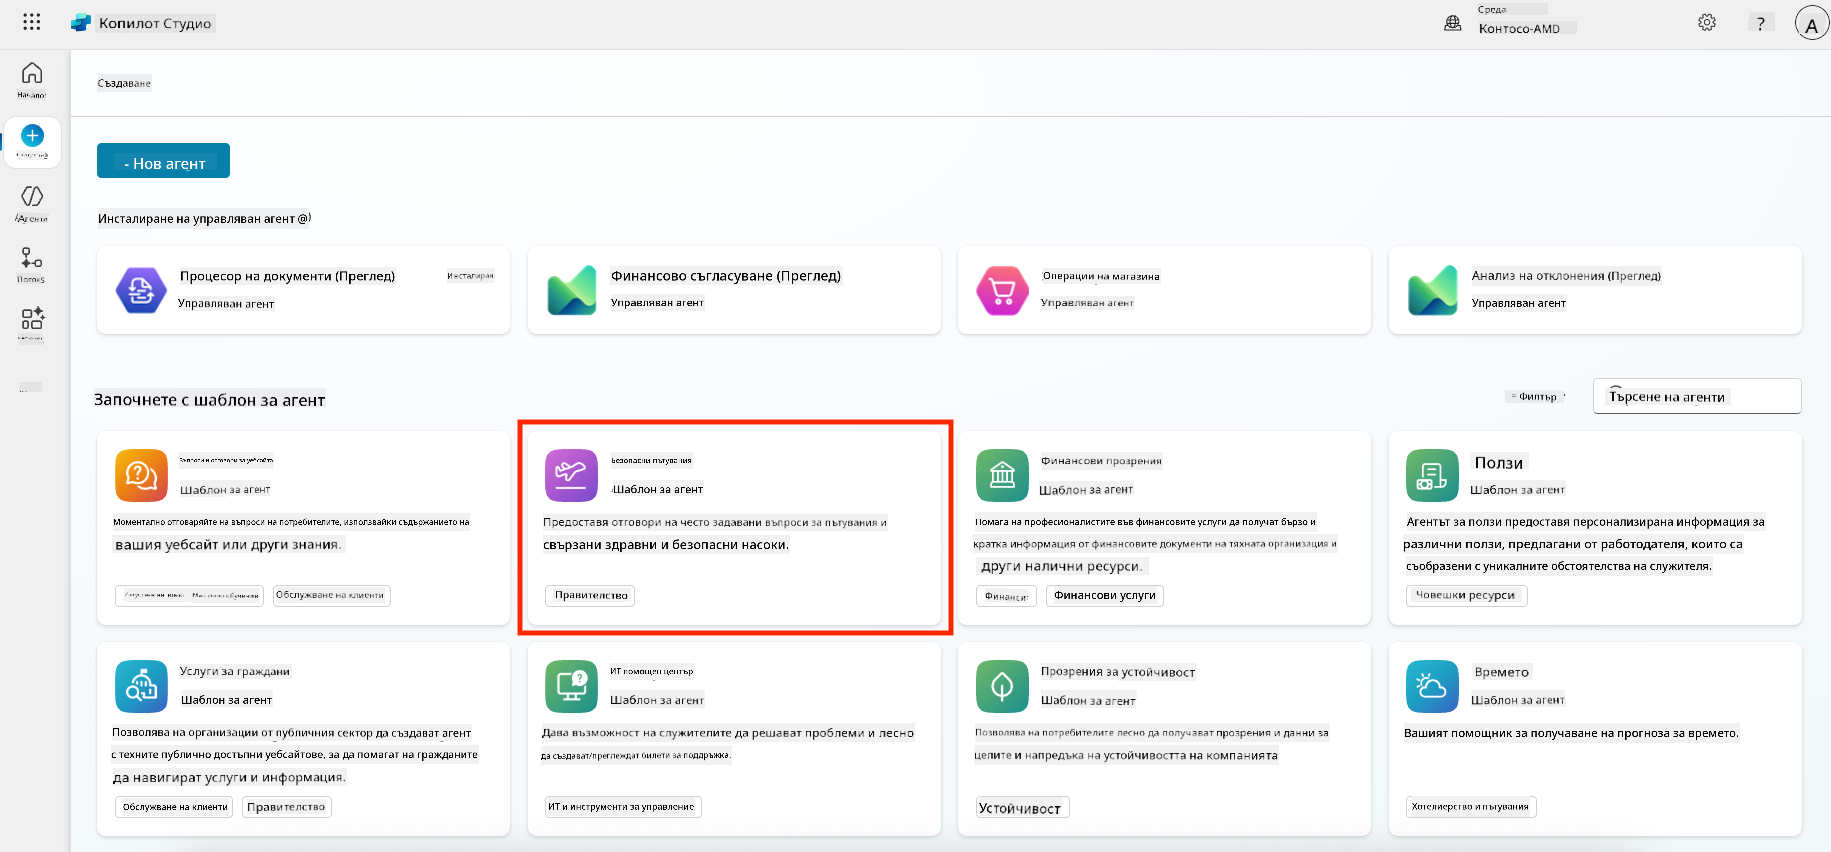 Копилот Студио
Среда
Контосо-AMD
?
A
Начало
Създаване
- Нов агент
Агенти
Инсталиране на управляван агент
Процесор на документи (Преглед)
Инсталиран
Управляван агент
Финансово съгласуване (Преглед)
Управляван агент
Операции на магазина
Управляван агент
Анализ на отклонения (Преглед)
Управляван агент
Започнете с шаблон за агент
Филтър
Търсене на агенти
Въпроси и отговори за уебсайта
Шаблон за агент
Моментално отговаряйте на въпроси на потребителите, използвайки съдържанието на
вашия уебсайт или други знания.
Обслужване на клиенти
Безопасни пътувания
Шаблон за агент
Предоставя отговори на често задавани въпроси за пътувания и
свързани здравни и безопасни насоки.
Правителство
Финансови прозрения
Шаблон за агент
Помага на професионалистите във финансовите услуги да получат бързо и
кратка информация от финансовите документи на тяхната организация и
други налични ресурси.
Финанси
Финансови услуги
Ползи
Шаблон за агент
Агентът за ползи предоставя персонализирана информация за
различни ползи, предлагани от работодателя, които са
съобразени с уникалните обстоятелства на служителя.
Човешки ресурси
Услуги за граждани
Шаблон за агент
Позволява на организации от публичния сектор да създават агент
с техните публично достъпни уебсайтове, за да помагат на гражданите
да навигират услуги и информация.
Обслужване на клиенти
Правителство
ИТ помощен център
Шаблон за агент
Дава възможност на служителите да решават проблеми и лесно
да създават/преглеждат билети за поддръжка.
ИТ и инструменти за управление
Прозрения за устойчивост
Шаблон за агент
Позволява на потребителите лесно да получават прозрения и данни за
целите и напредъка на устойчивостта на компанията
Устойчивост
Времето
Шаблон за агент
Вашият помощник за получаване на прогноза за времето.
Хотелиерство и пътувания